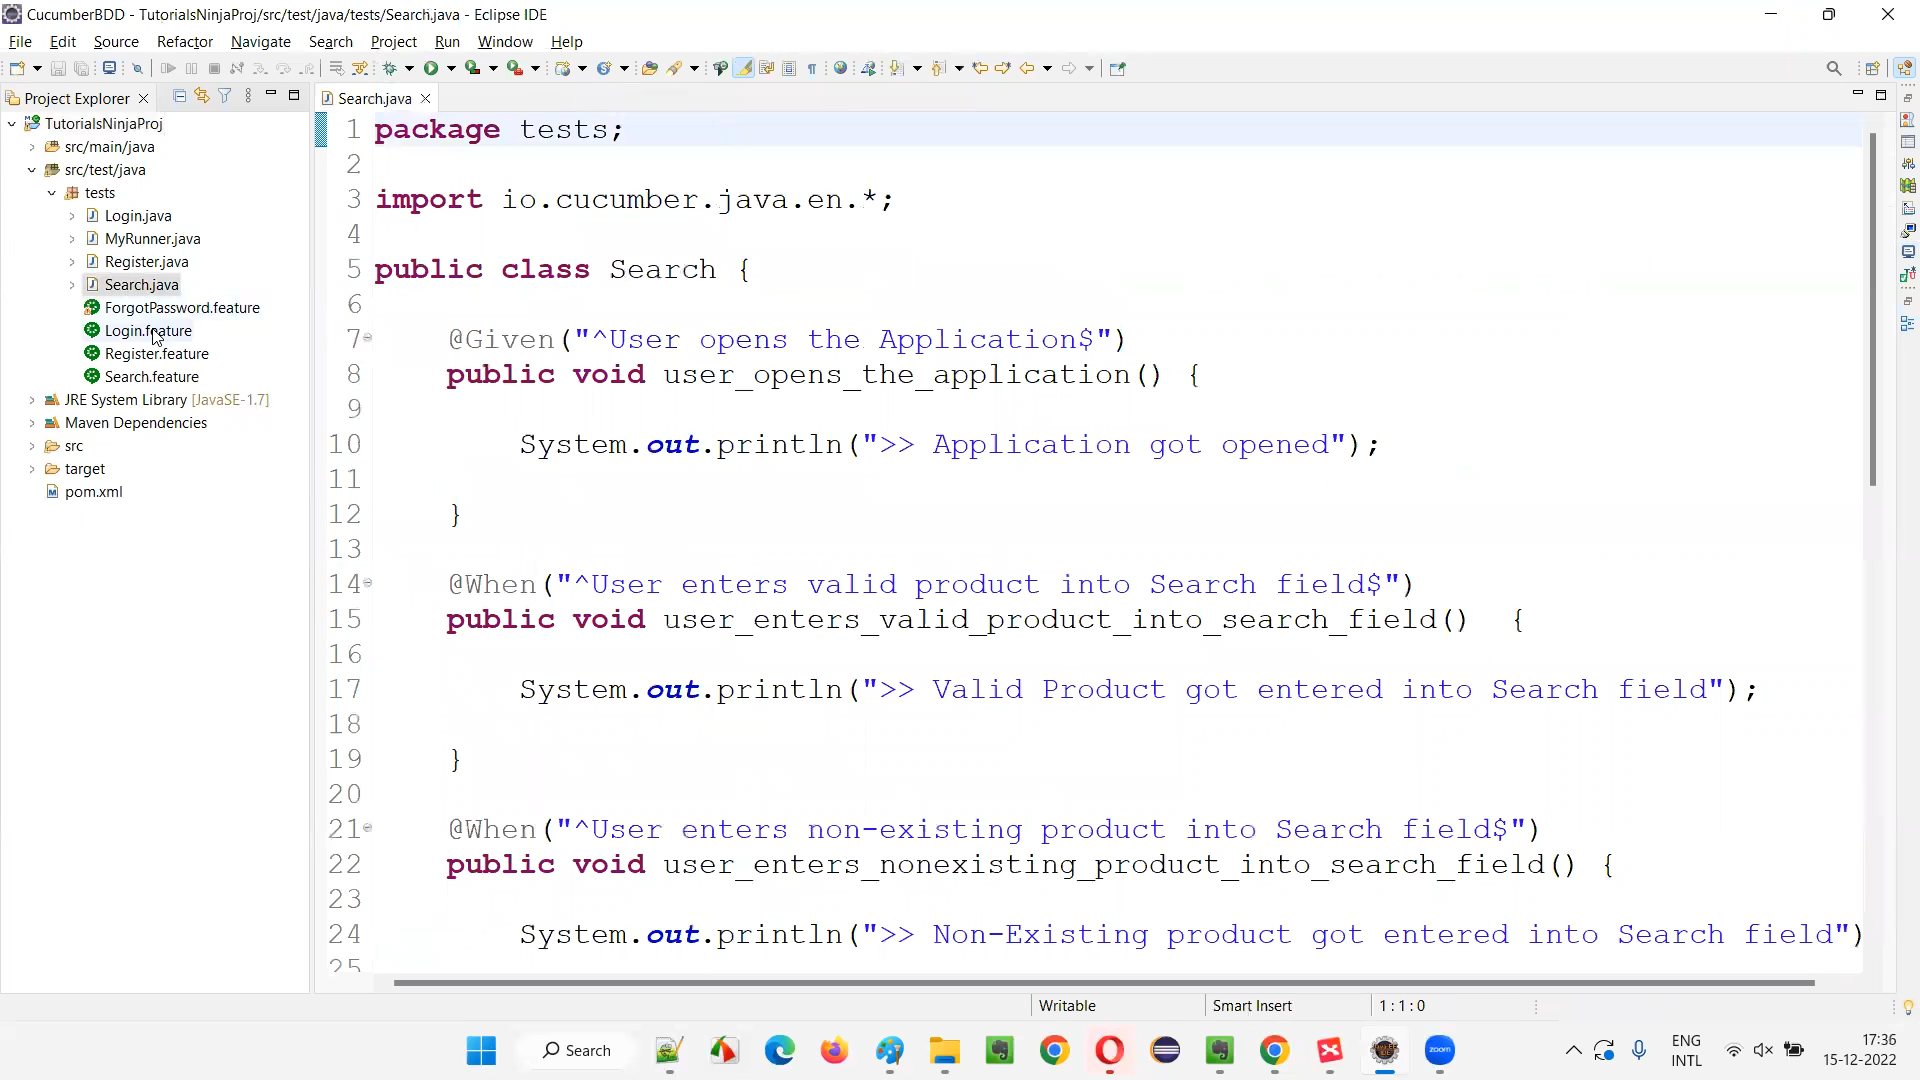 CucumberBDD - TutorialsNinjaProj/src/test/java/tests/Search.java - Eclipse IDE
File Edit Source Refactor Navigate Search Project Run Window Help
Project Explorer
TutorialsNinjaProj
src/main/java
src/test/java
tests
Login.java
MyRunner.java
Register.java
Search.java
ForgotPassword.feature
Login.feature
Register.feature
Search.feature
JRE System Library [JavaSE-1.7]
Maven Dependencies
src
target
pom.xml
Search.java
1 package tests;
2
3 import io.cucumber.java.en.*;
4
5 public class Search {
6
7 @Given("^User opens the Application$")
8 public void user_opens_the_application() {
9
10 System.out.println(">> Application got opened");
11
12 }
13
14 @When("^User enters valid product into Search field$")
15 public void user_enters_valid_product_into_search_field() {
16
17 System.out.println(">> Valid Product got entered into Search field");
18
19 }
20
21 @When("^User enters non-existing product into Search field$")
22 public void user_enters_nonexisting_product_into_search_field() {
23
24 System.out.println(">> Non-Existing product got entered into Search field")
25
Writable Smart Insert 1 : 1 : 0
Search
zoom
ENG
INTL
17:36
15-12-2022